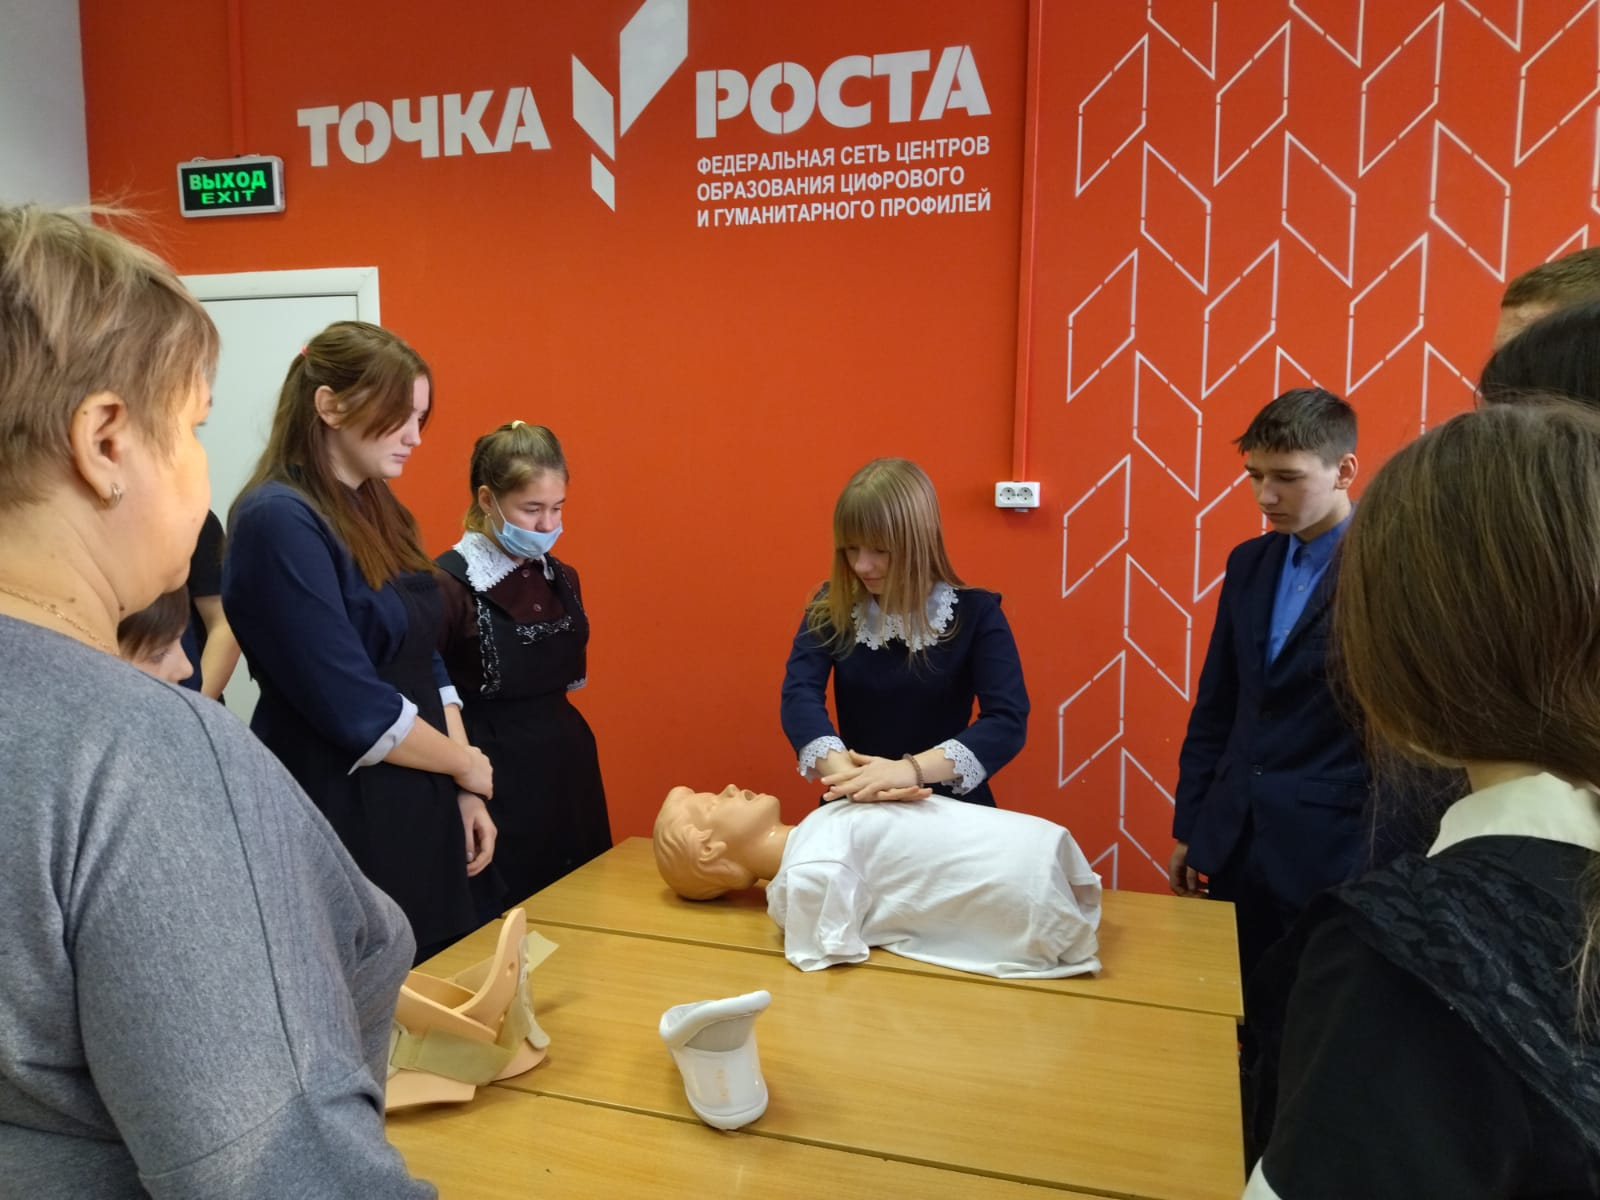 ТОЧКА РОСТА
ФЕДЕРАЛЬНАЯ СЕТЬ ЦЕНТРОВ
ОБРАЗОВАНИЯ ЦИФРОВОГО
И ГУМАНИТАРНОГО ПРОФИЛЕЙ
ВЫХОД
EXIT